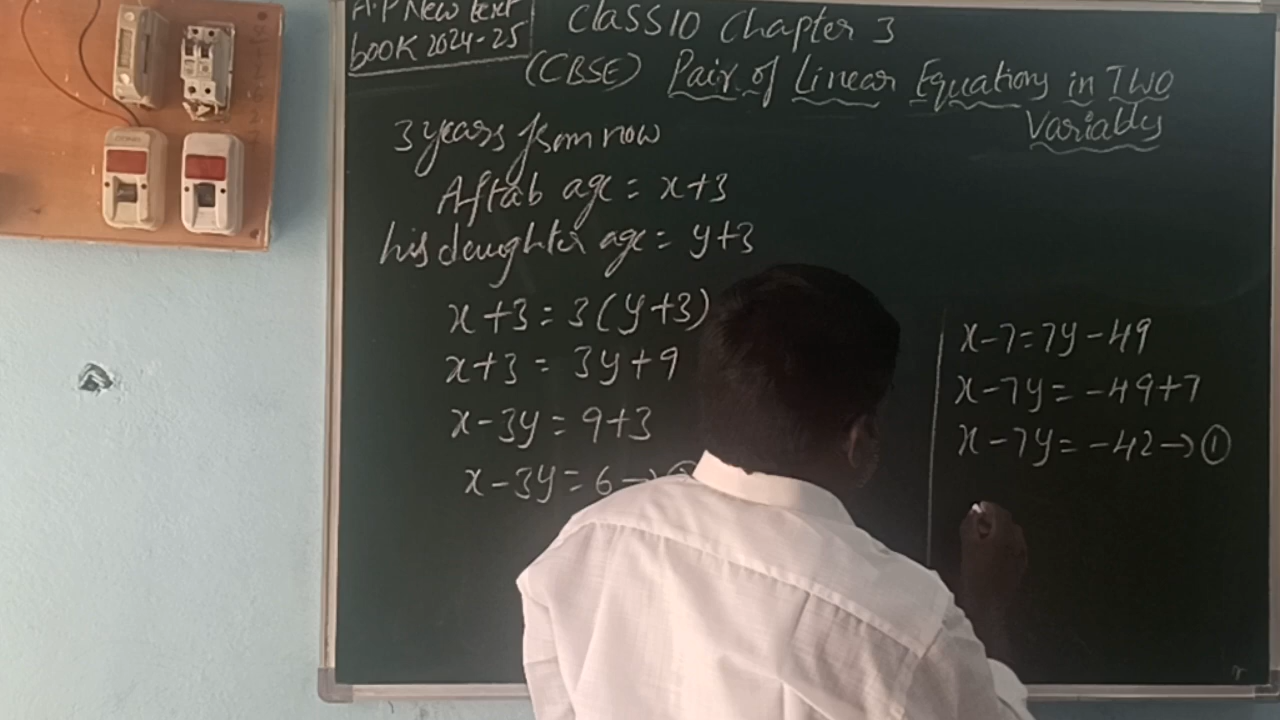 A.P New text
book 2024-25
Class 10 Chapter 3
(CBSE) Pair of Linear Equations in Two
Variables
3 years from now
Aftab age = x+3
his daughter age = y+3
x+3 = 3(y+3)
x+3 = 3y+9
x-3y = 9+3
x-3y = 6 →
x-7=7y-49
x-7y= -49+7
x-7y= -42→①